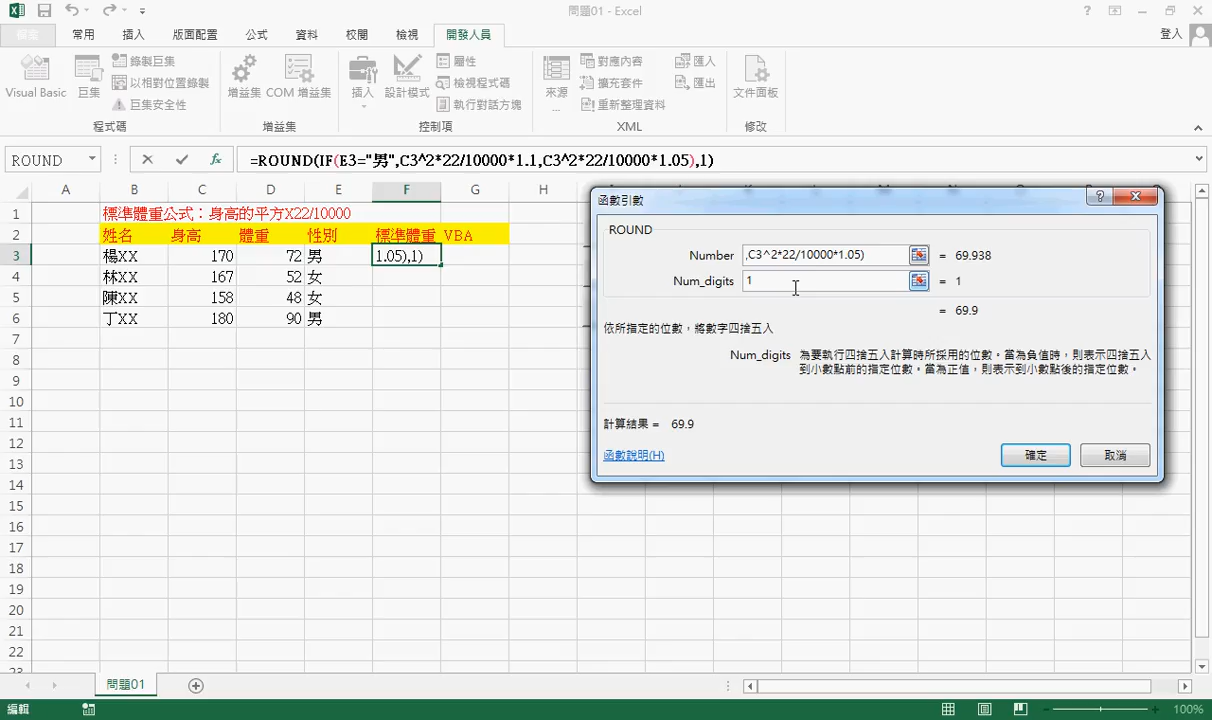 問題01 - Excel
檔案 常用 插入 版面配置 公式 資料 校閱 檢視 開發人員 登入
Visual Basic 巨集 錄製巨集 以相對位置錄製 巨集安全性 增益集 COM 增益集 插入 設計模式 屬性 檢視程式碼 執行對話方塊 來源 對應內容 擴充套件 重新整理資料 匯入 匯出 文件面板
程式碼 增益集 控制項 XML 修改
ROUND =ROUND(IF(E3="男",C3^2*22/10000*1.1,C3^2*22/10000*1.05),1)
A B C D E F G H
1 標準體重公式：身高的平方X22/10000
2 姓名 身高 體重 性別 標準體重 VBA
3 楊XX 170 72 男 1.05),1)
4 林XX 167 52 女
5 陳XX 158 48 女
6 丁XX 180 90 男
7
8
9
10
11
12
13
14
15
16
17
18
19
20
21
22
23
函數引數
ROUND
Number ,C3^2*22/10000*1.05) = 69.938
Num_digits 1 = 1
= 69.9
依所指定的位數，將數字四捨五入
Num_digits 為要執行四捨五入計算時所採用的位數。當為負值時，則表示四捨五入
到小數點前的指定位數。當為正值，則表示到小數點後的指定位數。
計算結果 = 69.9
函數說明(H) 確定 取消
問題01
編輯 100%